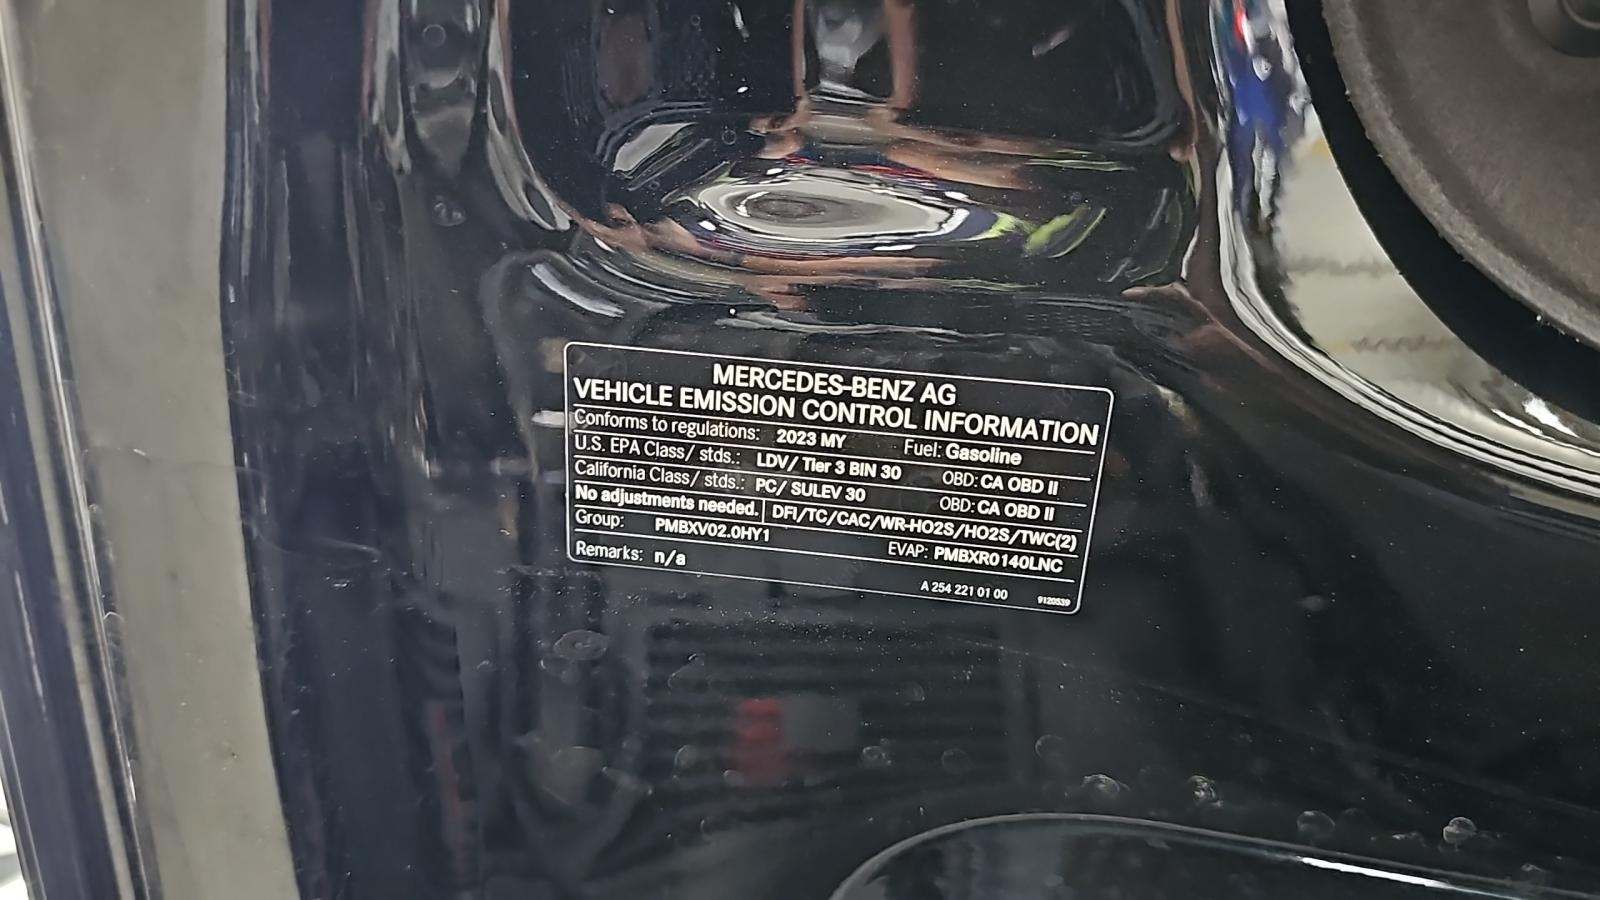 MERCEDES-BENZ AG
VEHICLE EMISSION CONTROL INFORMATION
Conforms to regulations: 2023 MY Fuel: Gasoline
U.S. EPA Class/ stds.: LDV/ Tier 3 BIN 30 OBD: CA OBD II
California Class/ stds.: PC/ SULEV 30 OBD: CA OBD II
No adjustments needed. DFI/TC/CAC/WR-HO2S/HO2S/TWC(2)
Group: PMBXV02.0HY1 EVAP: PMBXR0140LNC
Remarks: n/a
A 254 221 01 00 9120539